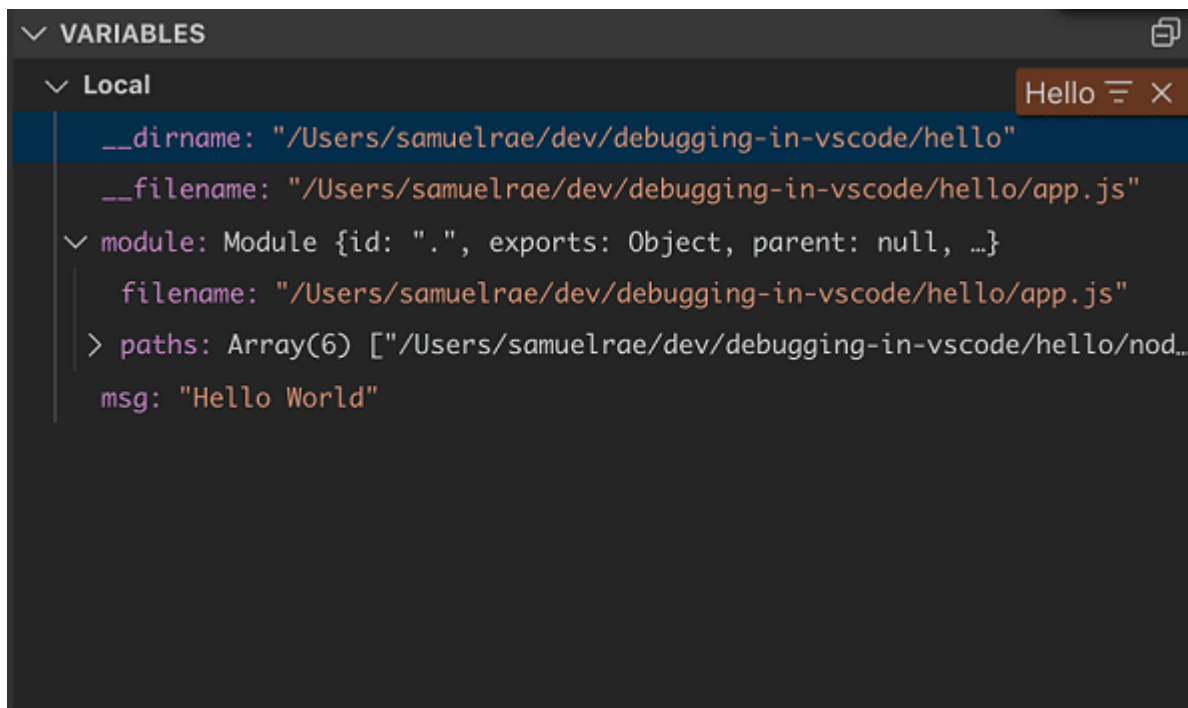 VARIABLES
Local
Hello
__dirname: "/Users/samuelrae/dev/debugging-in-vscode/hello"
__filename: "/Users/samuelrae/dev/debugging-in-vscode/hello/app.js"
module: Module {id: ".", exports: Object, parent: null, …}
filename: "/Users/samuelrae/dev/debugging-in-vscode/hello/app.js"
paths: Array(6) ["/Users/samuelrae/dev/debugging-in-vscode/hello/nod…
msg: "Hello World"